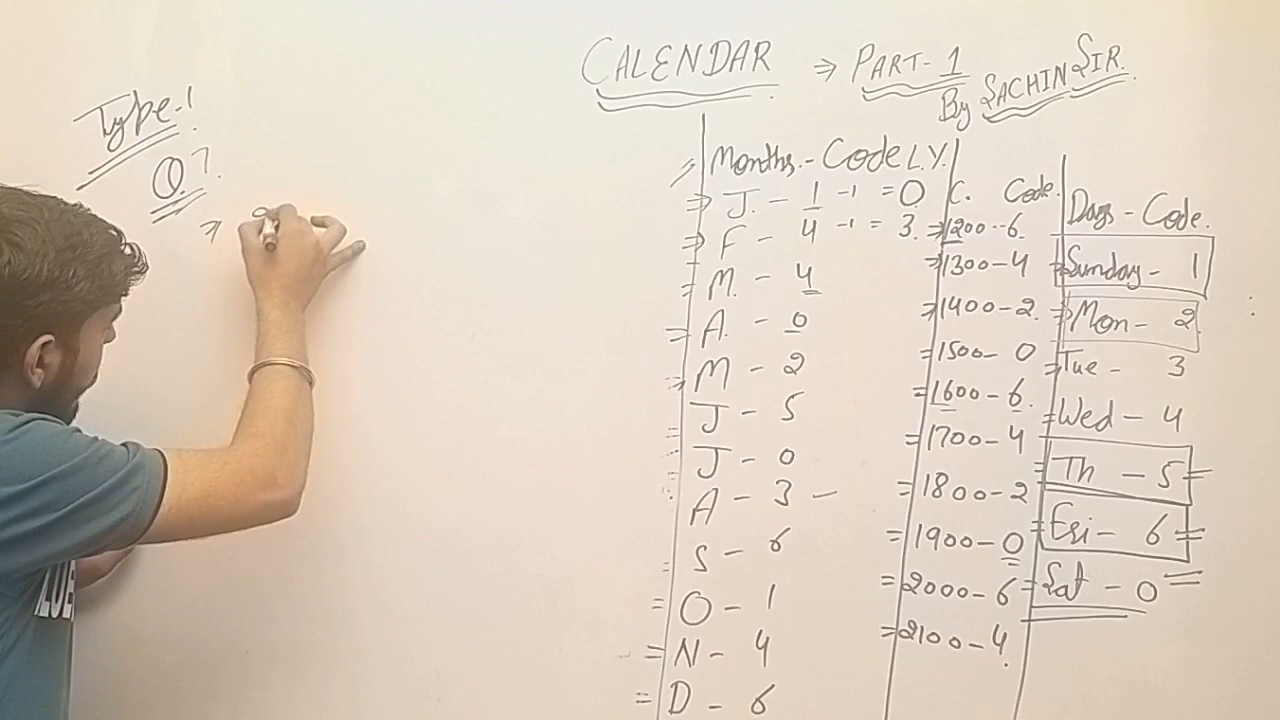 CALENDAR ⇒ PART-1
By SACHIN SIR.
Type-1
Q.?
⇒
Months.- Code L.Y.
⇒ J. - 1 -1 = 0
⇒ F - 4 -1 = 3.
= M. - 4
⇒ A. - 0
⇒ M - 2
= J - 5
= J - 0
A - 3 –
= S - 6
= O - 1
= N - 4
= D - 6
C. Code.
⇒ 1200--6.
⇒ 1300-4
⇒ 1400-2.
= 1500- 0
= 1600-6.
⇒ 1700-4
= 1800-2
= 1900-0
= 2000-6
= 2100-4.
Days - Code.
⇒ Sunday- 1
⇒ Mon- 2
⇒ Tue - 3
= Wed - 4
= Th - 5 =
= Fri- 6 =
= Sat - 0 =